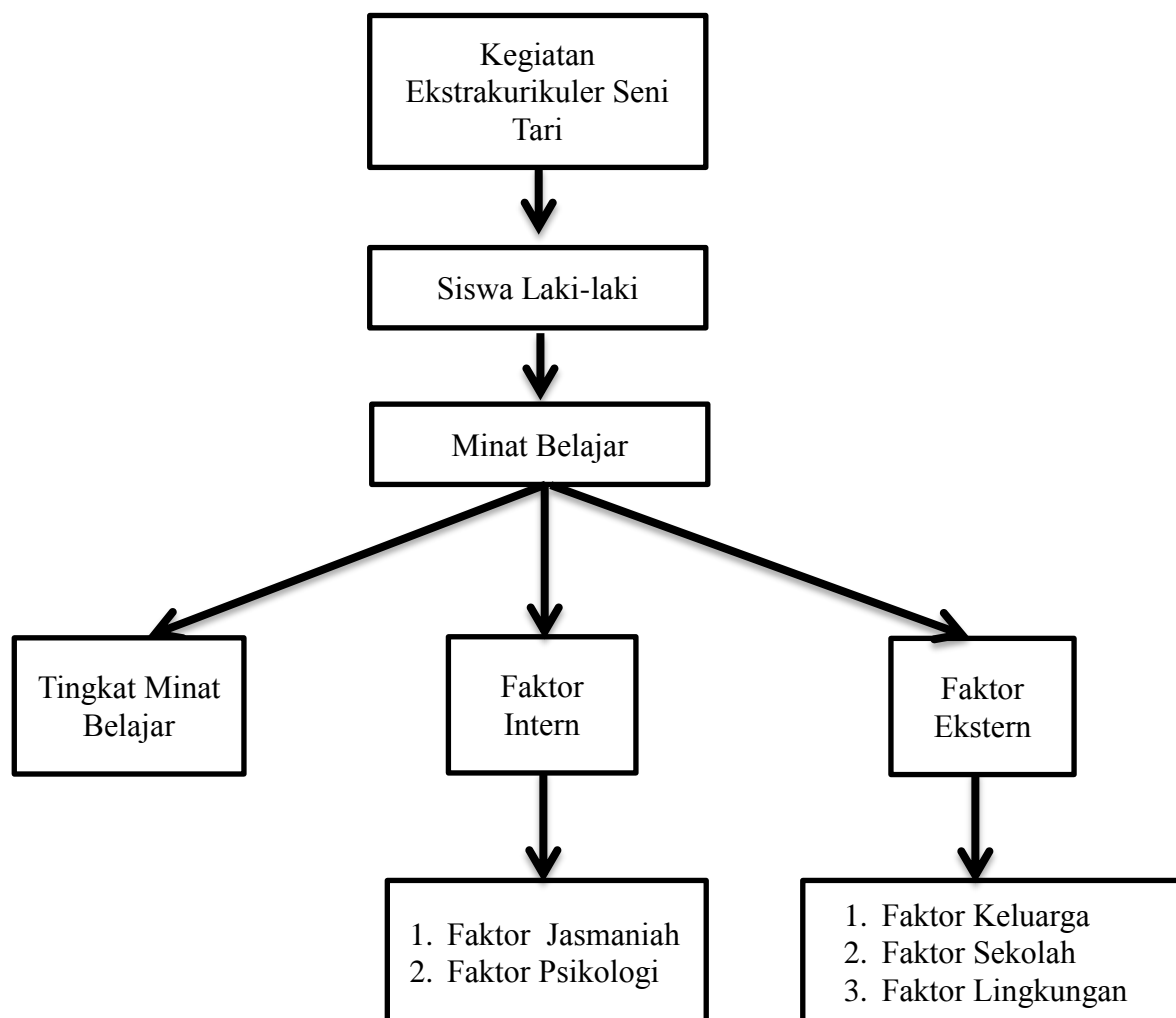 Kegiatan
Ekstrakurikuler Seni
Tari
Siswa Laki-laki
Minat Belajar
Tingkat Minat
Belajar
Faktor
Intern
Faktor
Ekstern
1. Faktor Jasmaniah
2. Faktor Psikologi
1. Faktor Keluarga
2. Faktor Sekolah
3. Faktor Lingkungan